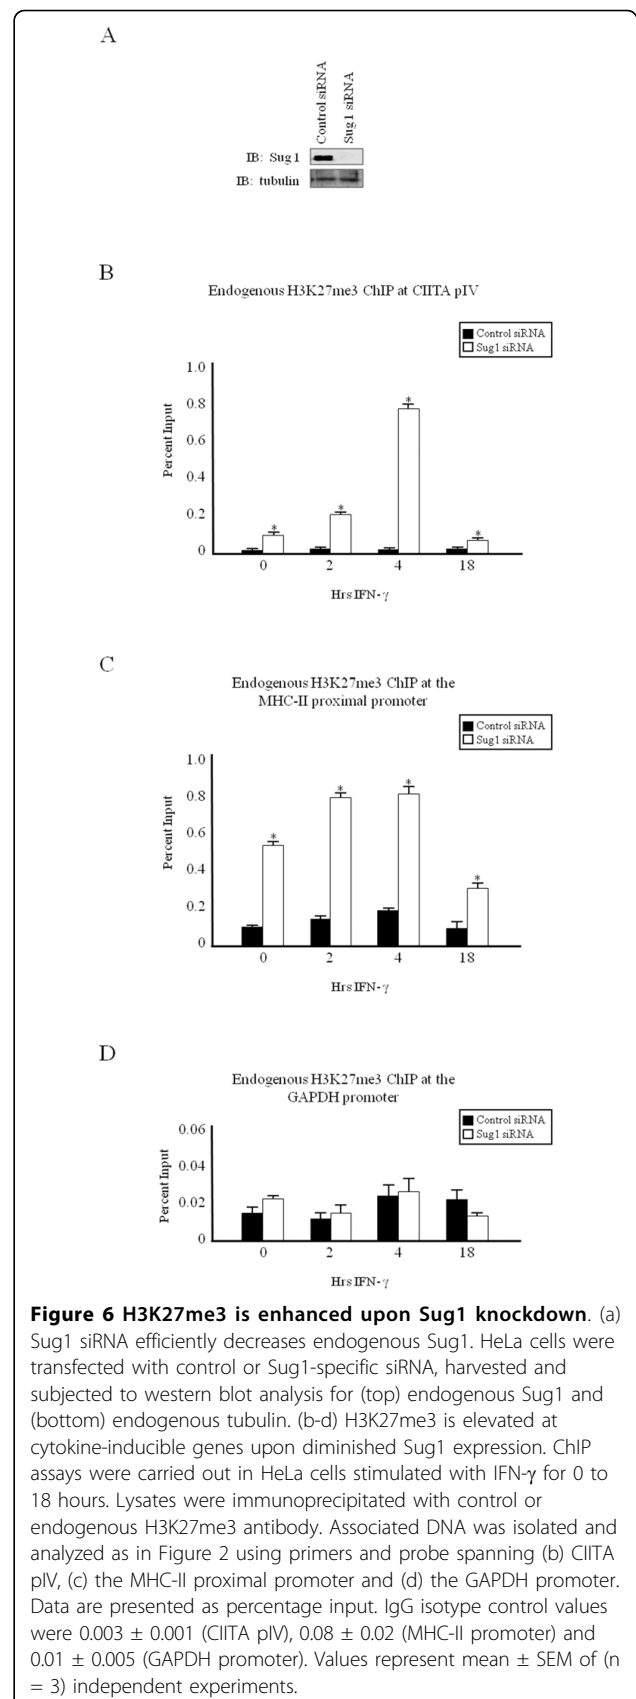 A
Control siRNA
Sug1 siRNA
IB: Sug1
IB: tubulin
B
Endogenous H3K27me3 ChIP at CIITA pIV
Control siRNA
Sug1 siRNA
Percent Input
1.0
0.8
0.6
0.4
0.2
0
* * * *
0 2 4 18
Hrs IFN-γ
C
Endogenous H3K27me3 ChIP at the
MHC-II proximal promoter
Control siRNA
Sug1 siRNA
Percent Input
1.0
0.8
0.6
0.4
0.2
0
* * * *
0 2 4 18
Hrs IFN-γ
D
Endogenous H3K27me3 ChIP at the
GAPDH promoter
Control siRNA
Sug1 siRNA
Percent Input
0.06
0.04
0.02
0
0 2 4 18
Hrs IFN-γ
Figure 6 H3K27me3 is enhanced upon Sug1 knockdown. (a)
Sug1 siRNA efficiently decreases endogenous Sug1. HeLa cells were
transfected with control or Sug1-specific siRNA, harvested and
subjected to western blot analysis for (top) endogenous Sug1 and
(bottom) endogenous tubulin. (b-d) H3K27me3 is elevated at
cytokine-inducible genes upon diminished Sug1 expression. ChIP
assays were carried out in HeLa cells stimulated with IFN-γ for 0 to
18 hours. Lysates were immunoprecipitated with control or
endogenous H3K27me3 antibody. Associated DNA was isolated and
analyzed as in Figure 2 using primers and probe spanning (b) CIITA
pIV, (c) the MHC-II proximal promoter and (d) the GAPDH promoter.
Data are presented as percentage input. IgG isotype control values
were 0.003 ± 0.001 (CIITA pIV), 0.08 ± 0.02 (MHC-II promoter) and
0.01 ± 0.005 (GAPDH promoter). Values represent mean ± SEM of (n
= 3) independent experiments.